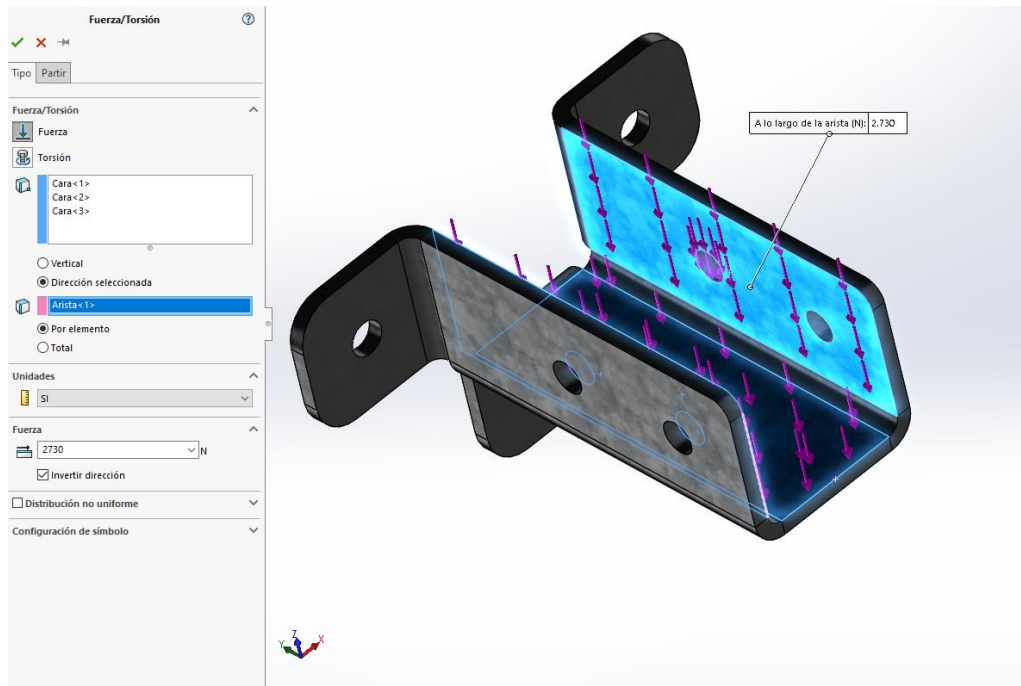 Fuerza/Torsión
Tipo Partir
Fuerza/Torsión
Fuerza
Torsión
Cara<1>
Cara<2>
Cara<3>
Vertical
Dirección seleccionada
Arista<1>
Por elemento
Total
Unidades
SI
Fuerza
2730 N
Invertir dirección
Distribución no uniforme
Configuración de símbolo
A lo largo de la arista (N): 2.730
Z
Y X